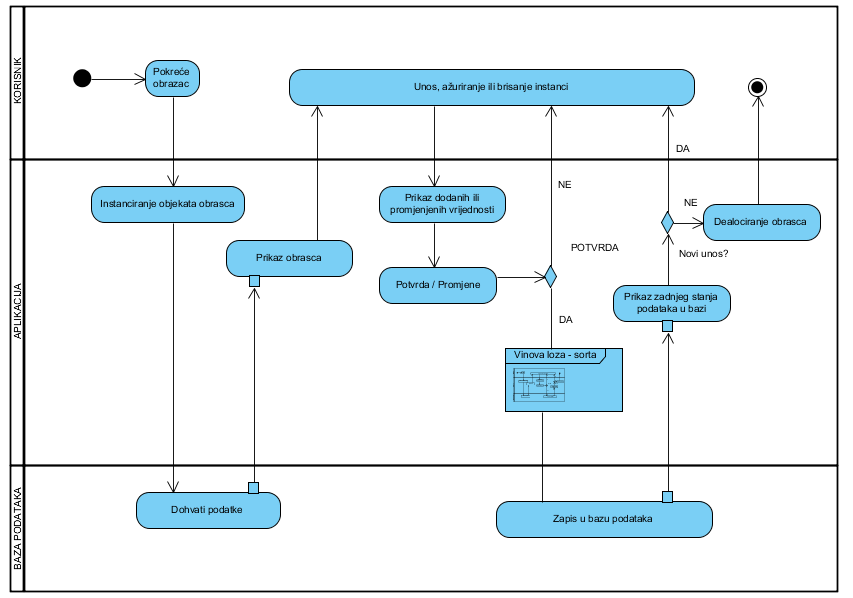 KORISNIK
Pokreće
obrazac
Unos, ažuriranje ili brisanje instanci
DA
APLIKACIJA
Instanciranje objekata obrasca
Prikaz obrasca
Prikaz dodanih ili
promjenjenih vrijednosti
Potvrda / Promjene
NE
POTVRDA
DA
Vinova loza - sorta
NE
Dealociranje obrasca
Novi unos?
Prikaz zadnjeg stanja
podataka u bazi
BAZA PODATAKA
Dohvati podatke
Zapis u bazu podataka